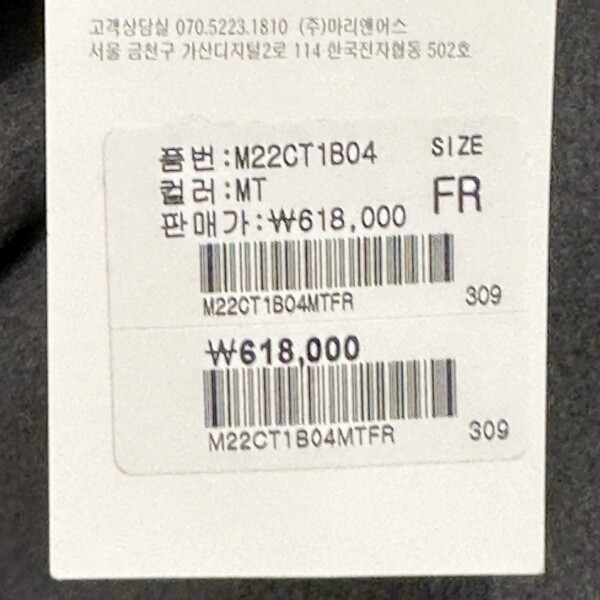 고객상담실 070.5223.1810 (주)마리앤어스
서울 금천구 가산디지털2로 114 한국전자협동 502호
품번:M22CT1B04 SIZE
컬러:MT FR
판매가:₩618,000
M22CT1B04MTFR 309
₩618,000
M22CT1B04MTFR 309